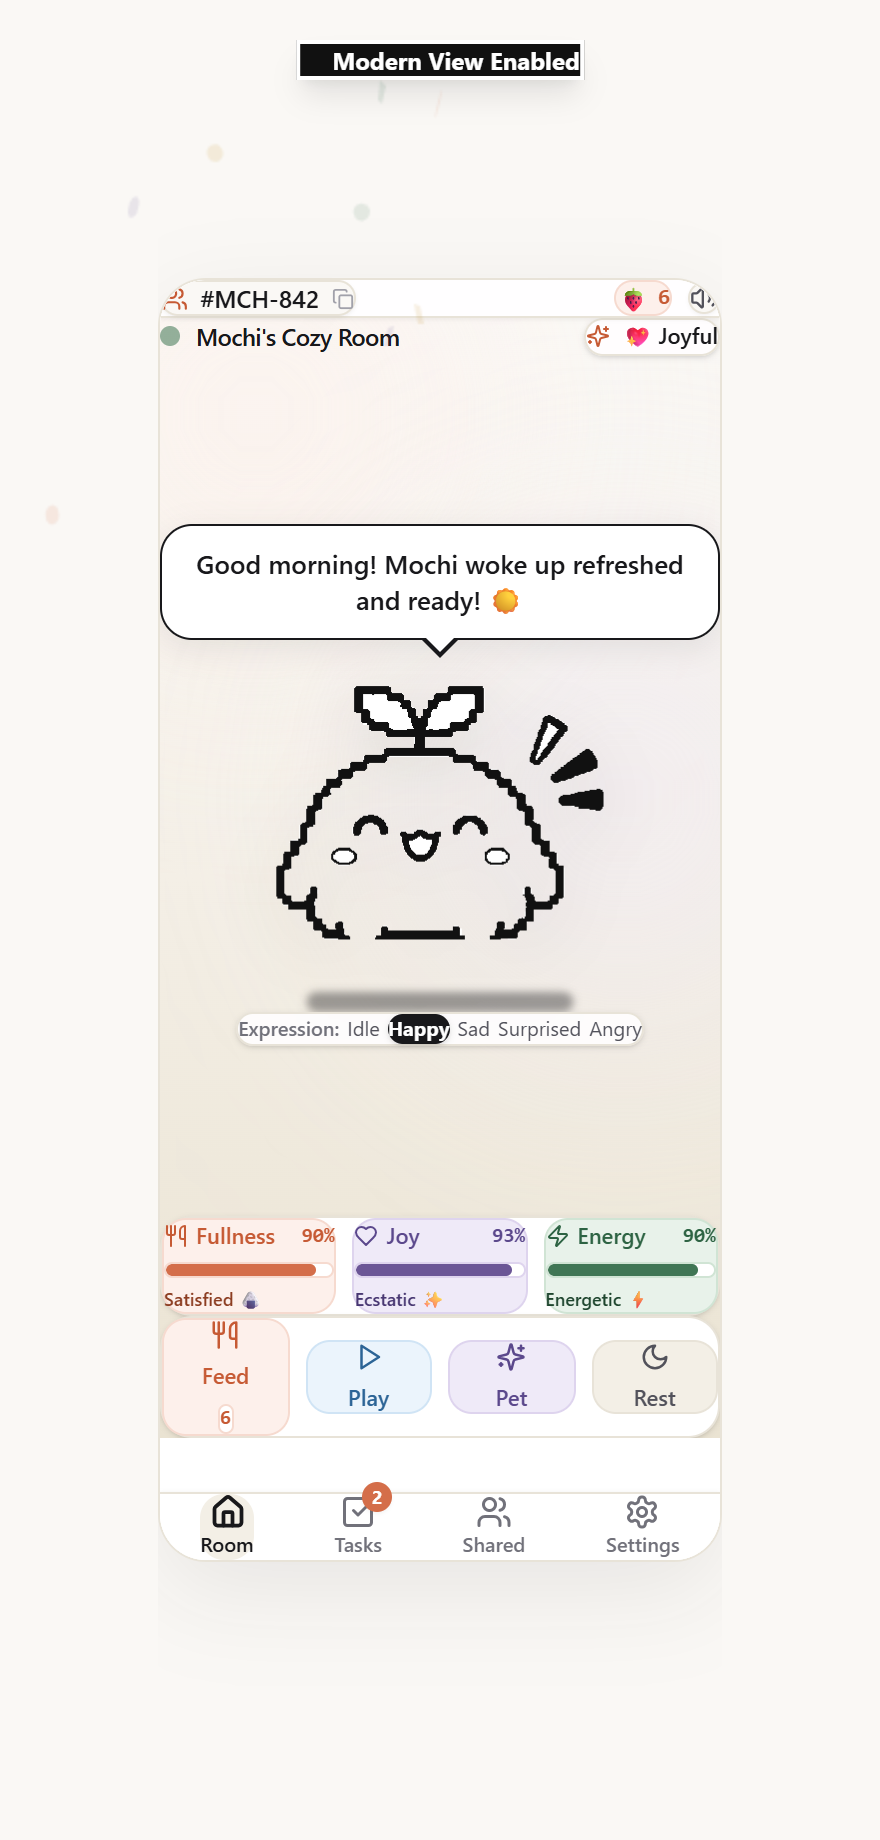 Modern View Enabled
#MCH-842
6
Mochi's Cozy Room
💖 Joyful
Good morning! Mochi woke up refreshed
and ready! 🌞
Expression: Idle Happy Sad Surprised Angry
Fullness 90%
Joy 93%
Energy 90%
Satisfied 🍙
Ecstatic ✨
Energetic ⚡
Feed
6
Play
Pet
Rest
2
Room
Tasks
Shared
Settings